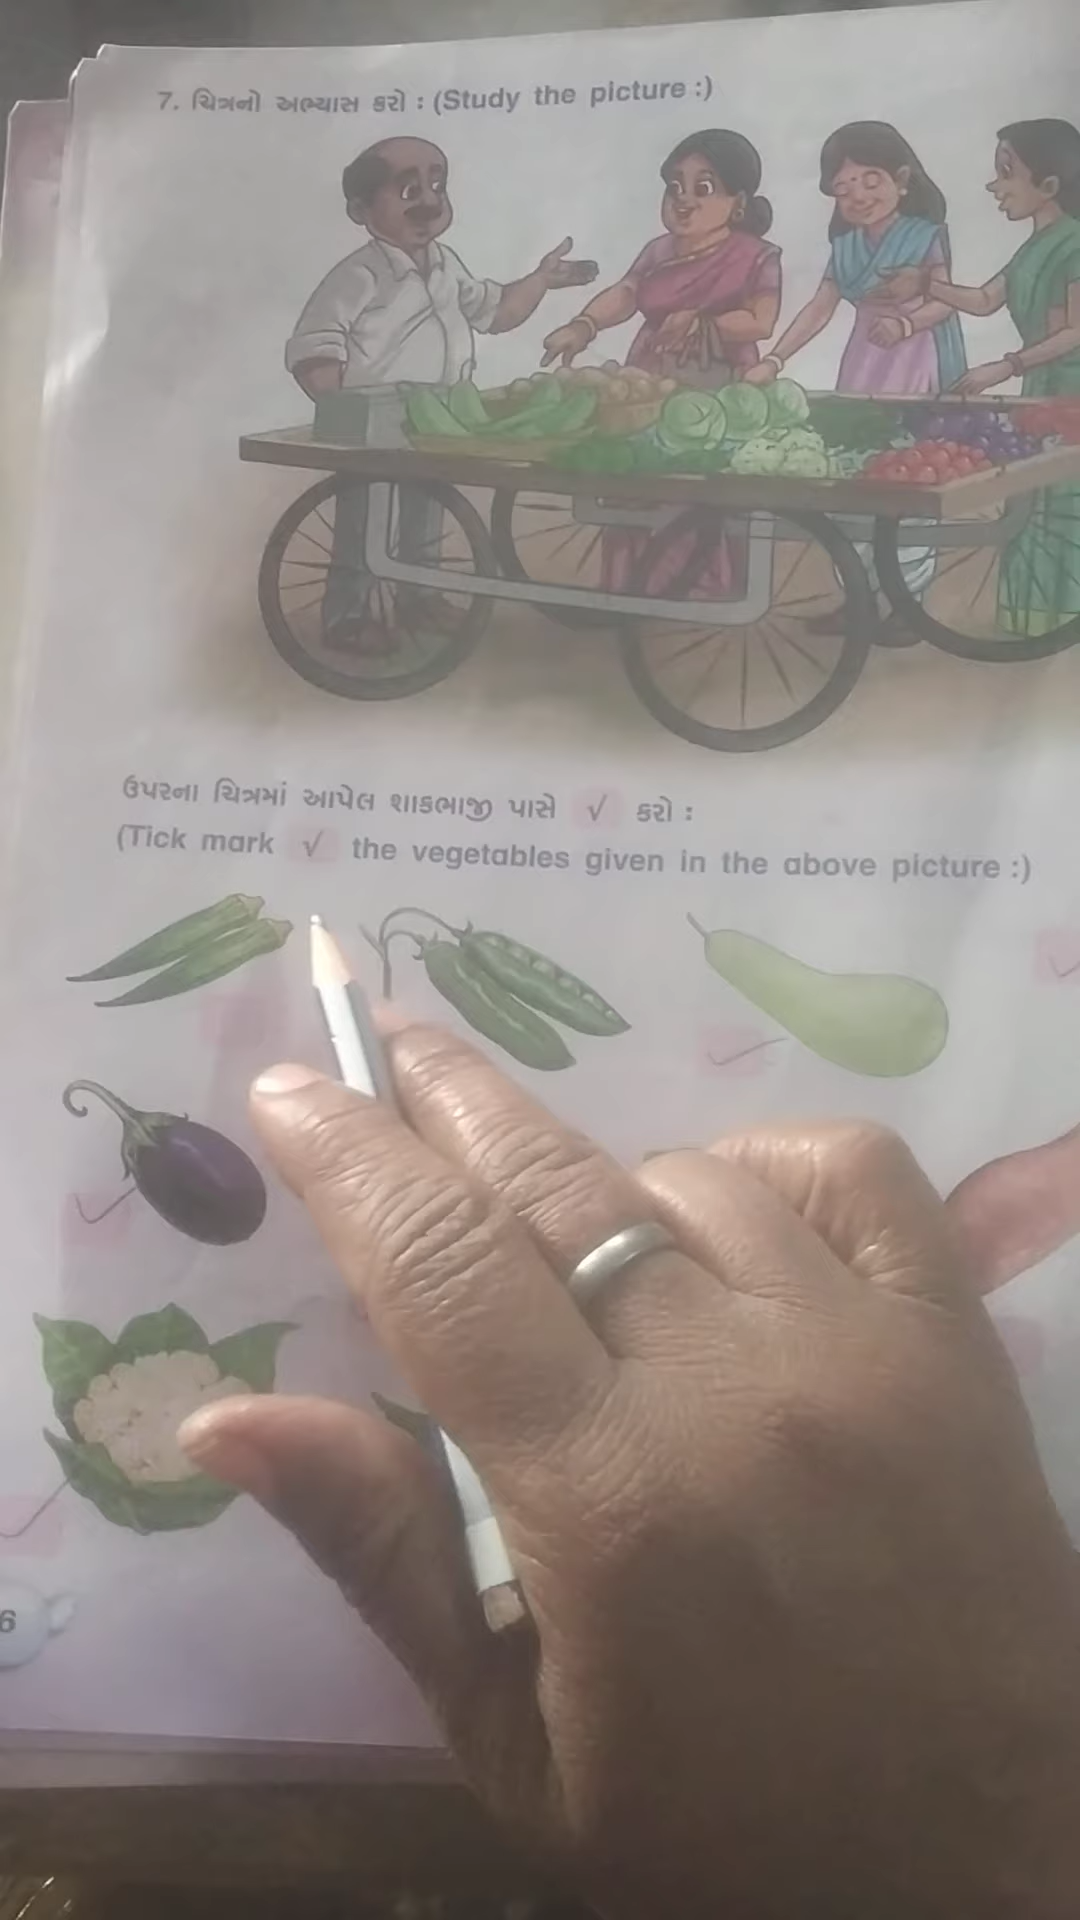 7. ચિત્રનો અભ્યાસ કરો : (Study the picture :)
ઉપરના ચિત્રમાં આપેલ શાકભાજી પાસે √ કરો :
(Tick mark √ the vegetables given in the above picture :)
6